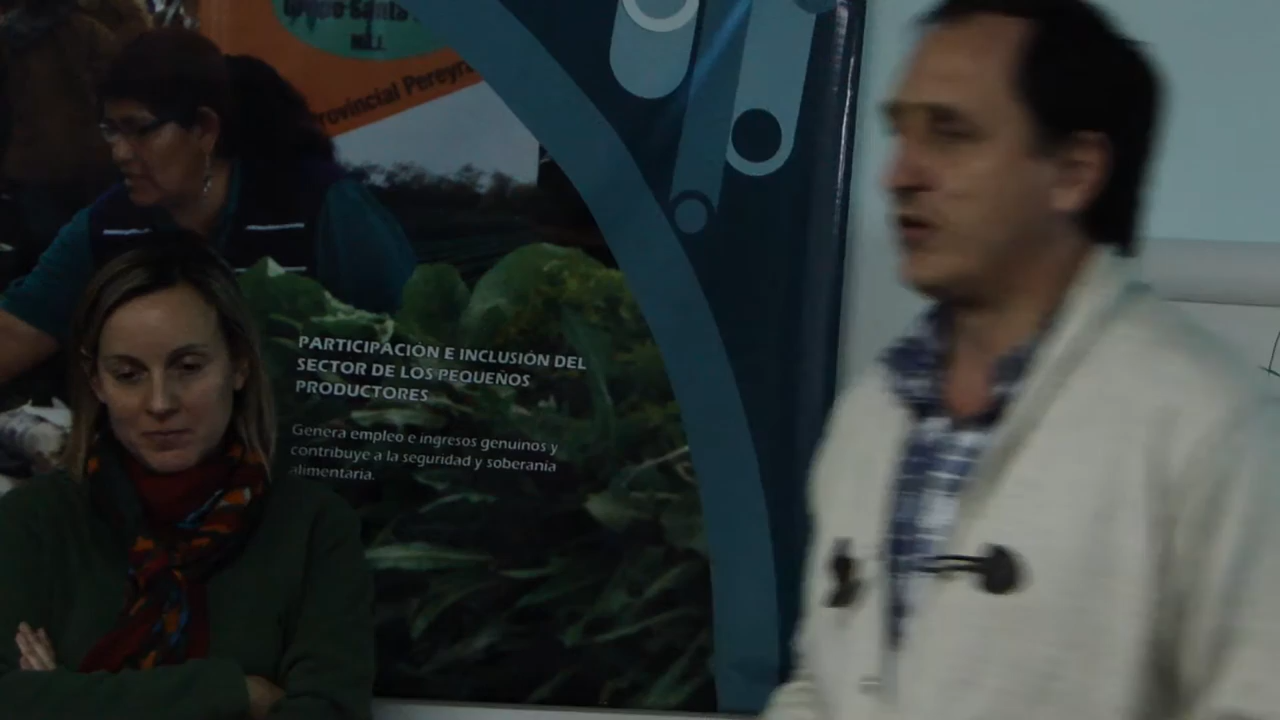 Santa
Provincial Pereyra
PARTICIPACIÓN E INCLUSIÓN DEL
SECTOR DE LOS PEQUEÑOS
PRODUCTORES
Genera empleo e ingresos genuinos y
contribuye a la seguridad y soberanía
alimentaria.